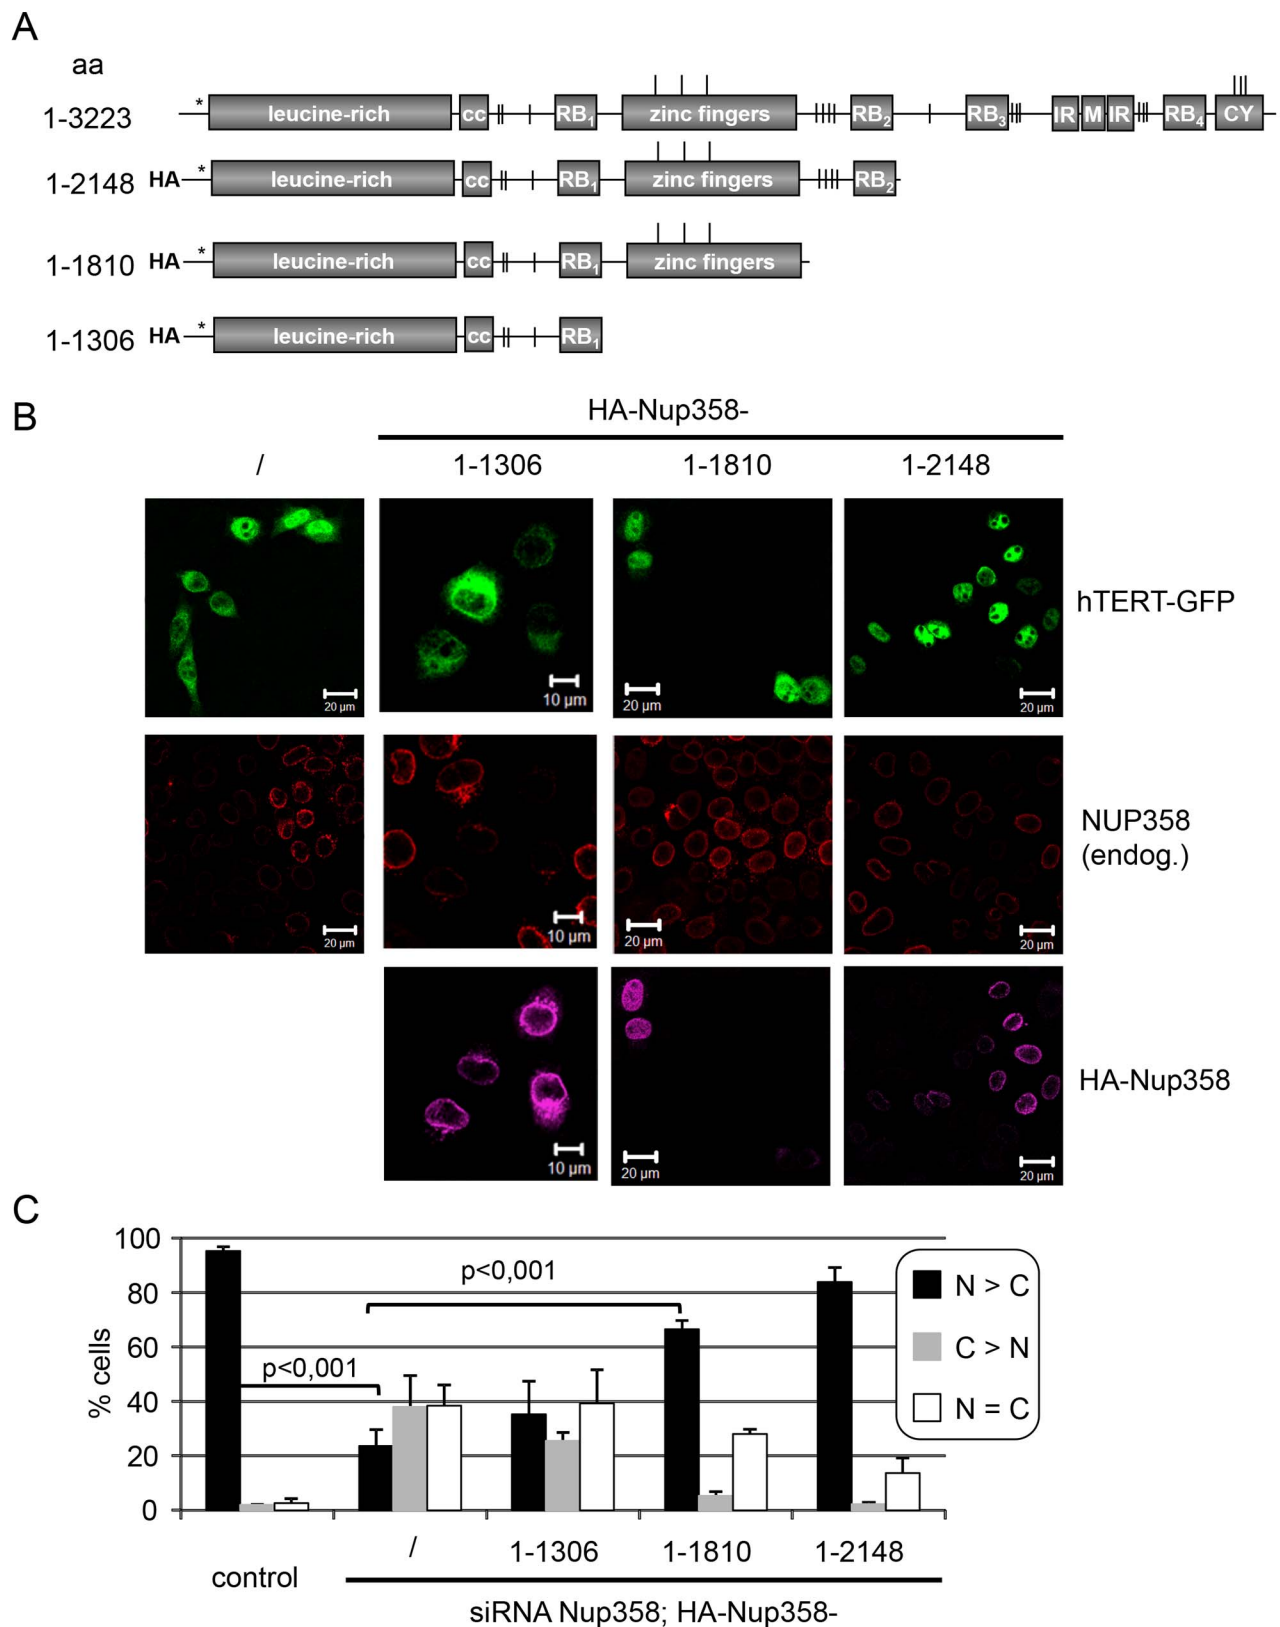 A
aa
1-3223 * leucine-rich cc RB1 zinc fingers RB2 RB3 IR M IR RB4 CY
1-2148 HA * leucine-rich cc RB1 zinc fingers RB2
1-1810 HA * leucine-rich cc RB1 zinc fingers
1-1306 HA * leucine-rich cc RB1
B
HA-Nup358-
/ 1-1306 1-1810 1-2148
hTERT-GFP
20 µm 10 µm 20 µm 20 µm
NUP358
(endog.)
20 µm 10 µm 20 µm 20 µm
HA-Nup358
10 µm 20 µm 20 µm
C
100
80
60
40
20
0
% cells
p<0,001
p<0,001
N > C
C > N
N = C
/ 1-1306 1-1810 1-2148
control
siRNA Nup358; HA-Nup358-